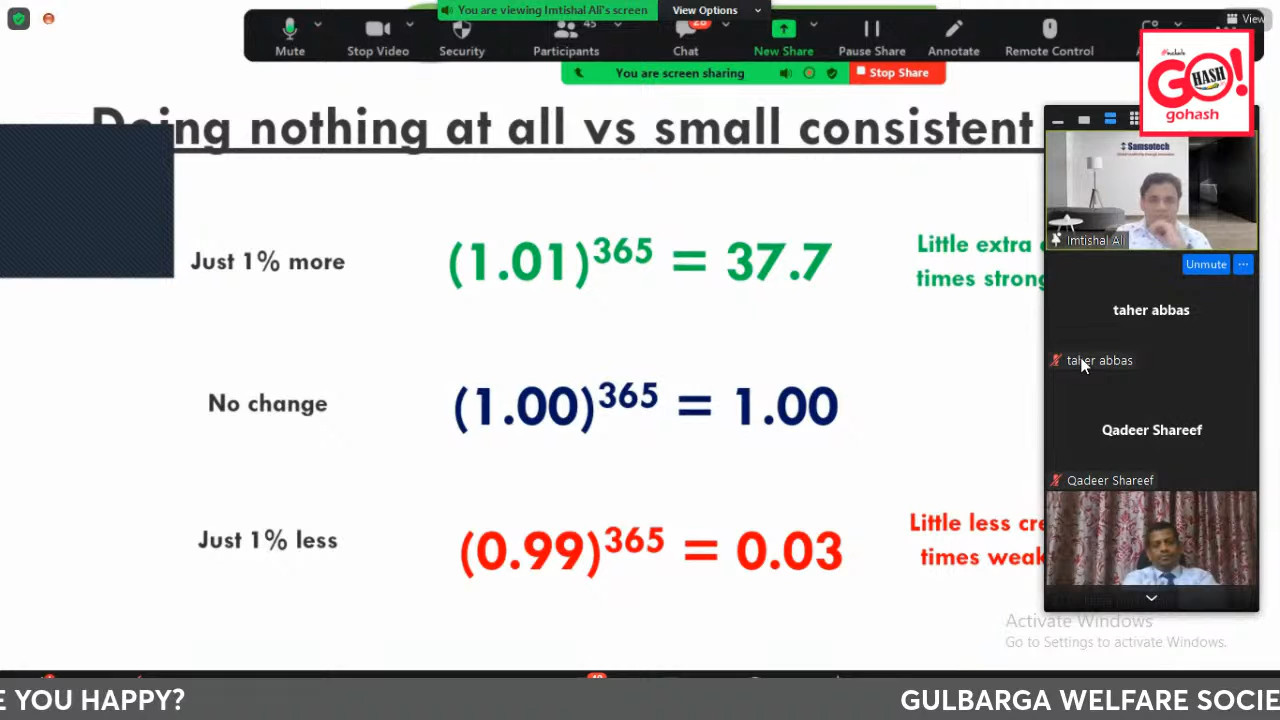 You are viewing Imtishal Ali's screen
View Options
View
Mute
Stop Video
Security
45
Participants
28
Chat
New Share
Pause Share
Annotate
Remote Control
You are screen sharing
Stop Share
GO!
HASH
gohash
Doing nothing at all vs small consistent
Samsotech
Imtishal Ali
Unmute
Just 1% more
(1.01)365 = 37.7
Little extra
times strong
taher abbas
taher abbas
No change
(1.00)365 = 1.00
Qadeer Shareef
Qadeer Shareef
Just 1% less
(0.99)365 = 0.03
Little less cre
times weak
Activate Windows
Go to Settings to activate Windows.
E YOU HAPPY?
GULBARGA WELFARE SOCIE